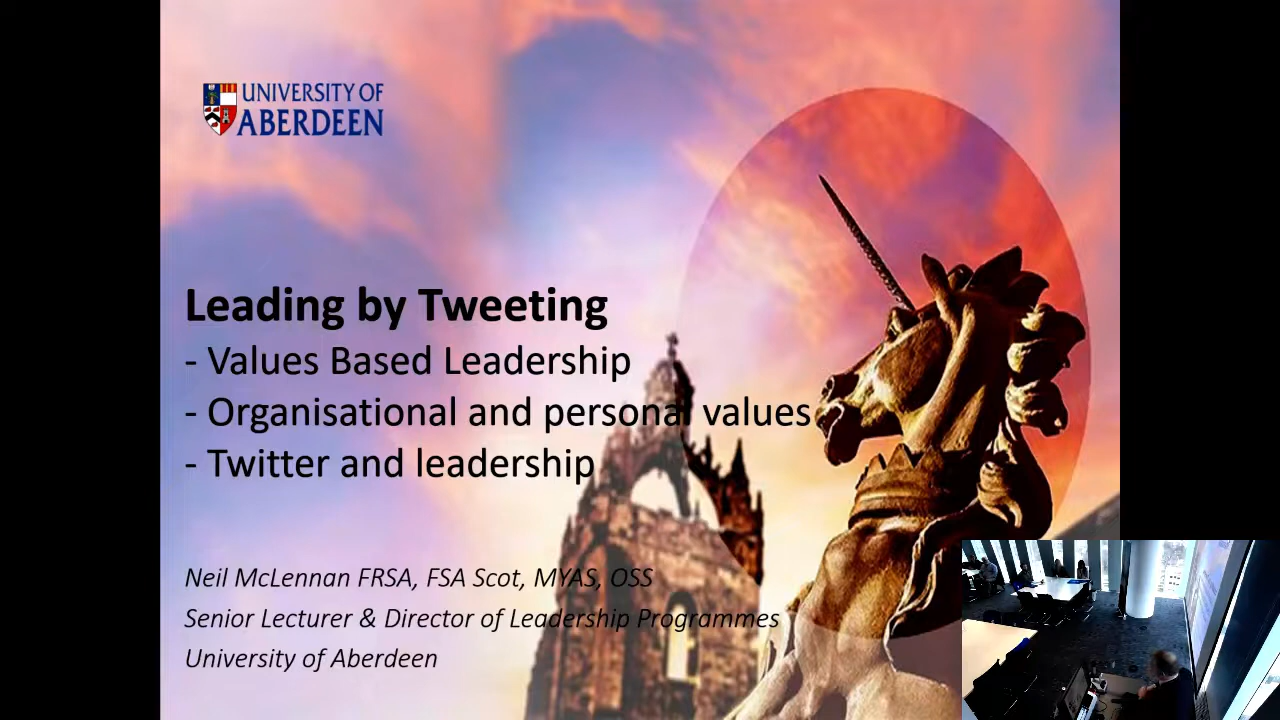 UNIVERSITY OF
ABERDEEN
Leading by Tweeting
- Values Based Leadership
- Organisational and personal values
- Twitter and leadership
Neil McLennan FRSA, FSA Scot, MYAS, OSS
Senior Lecturer & Director of Leadership Programmes
University of Aberdeen